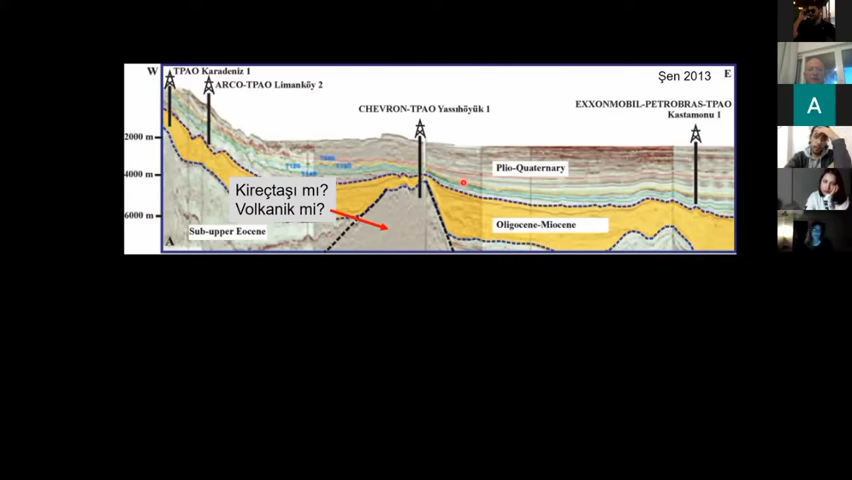 W
TPAO Karadeniz 1
ARCO-TPAO Limanköy 2
Şen 2013
E
CHEVRON-TPAO Yassıhöyük 1
EXXONMOBIL-PETROBRAS-TPAO
Kastamonu 1
2000 m
4000 m
6000 m
Plio-Quaternary
Kireçtaşı mı?
Volkanik mi?
Oligocene-Miocene
Sub-upper Eocene
A
A